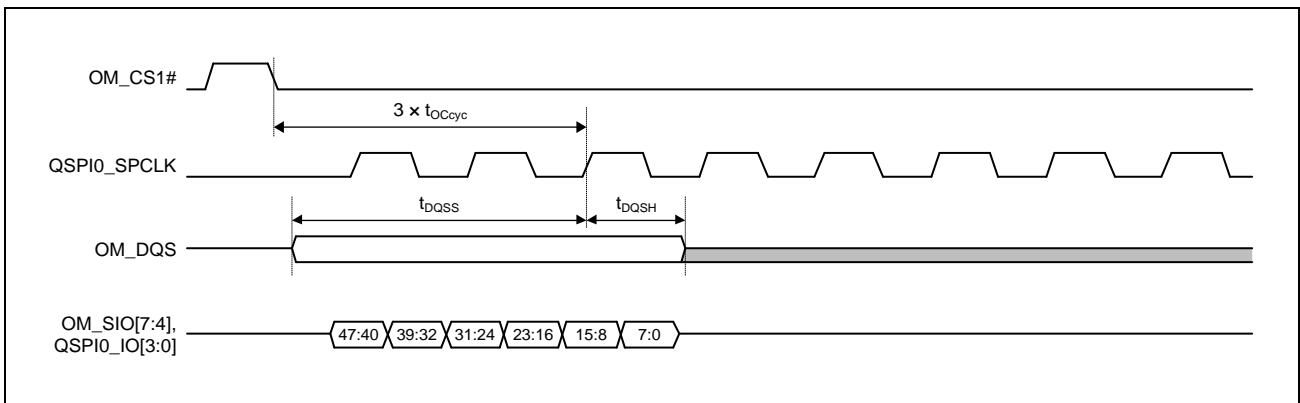 OM_CS1#
3 × tOCcyc
QSPI0_SPCLK
tDQSS
tDQSH
OM_DQS
OM_SIO[7:4],
QSPI0_IO[3:0]
47:40 39:32 31:24 23:16 15:8 7:0